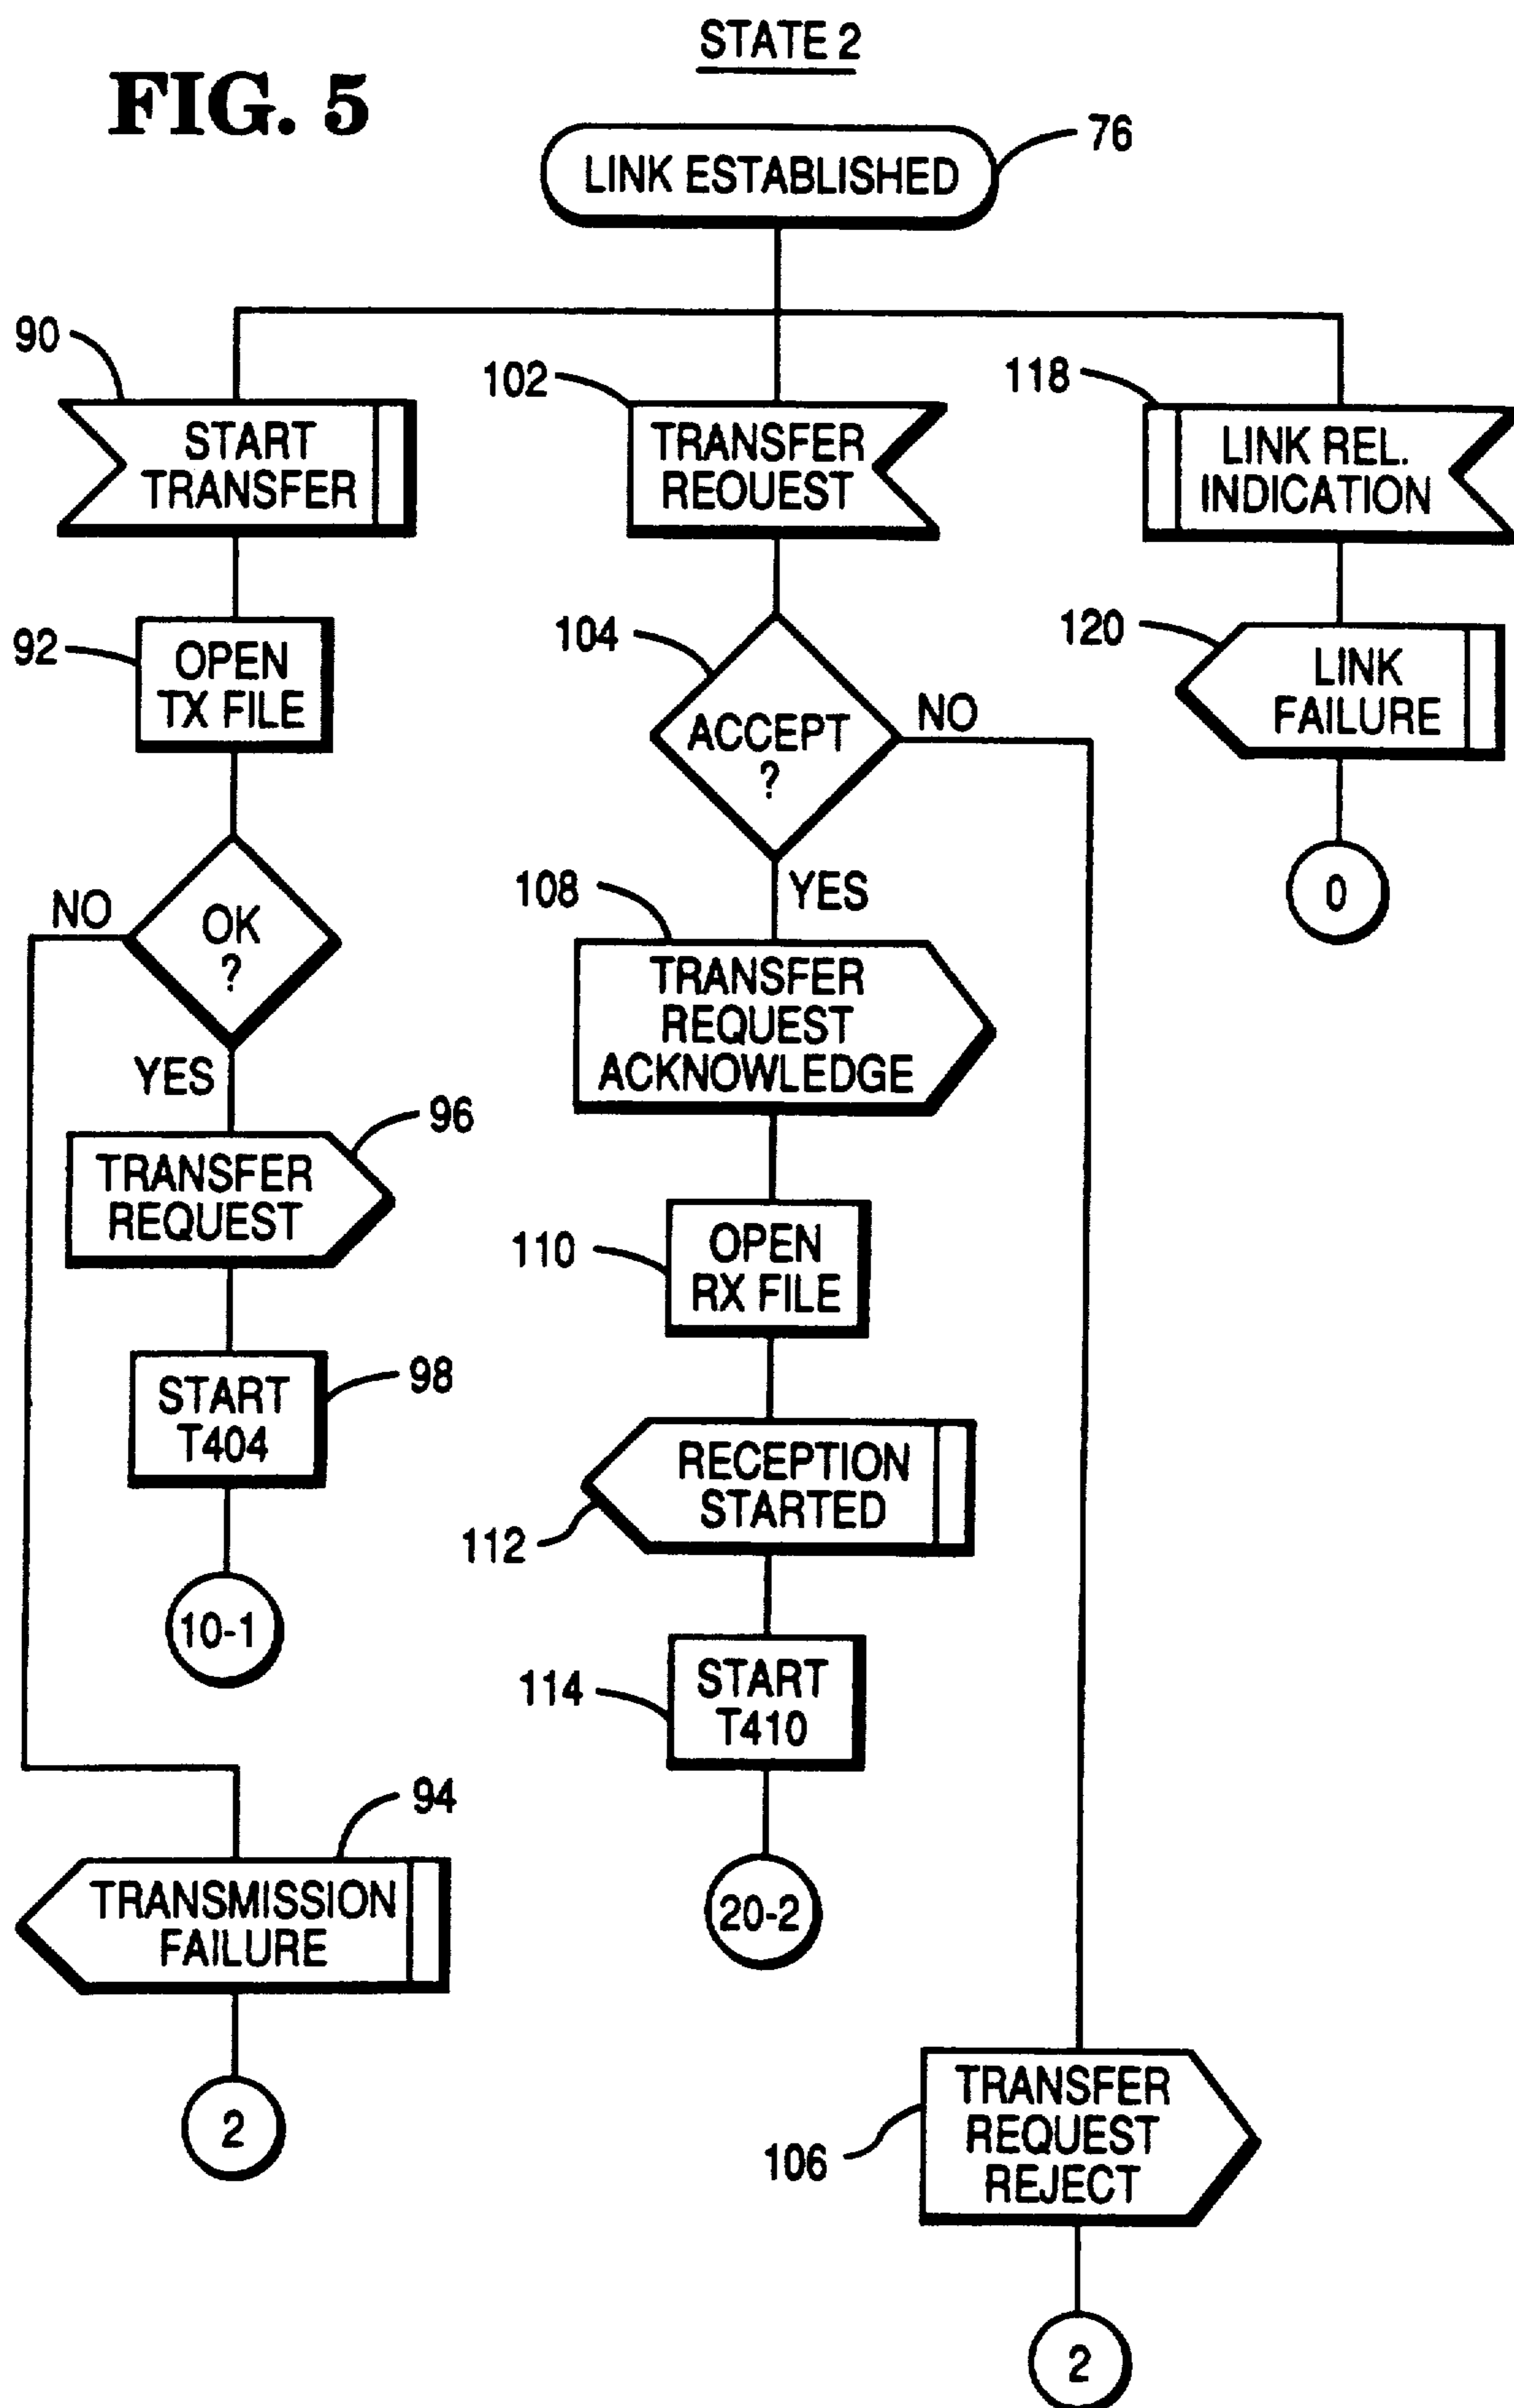 STATE 2
FIG. 5
LINK ESTABLISHED
76
90
START
TRANSFER
92
OPEN
TX FILE
OK
?
NO
YES
TRANSFER
REQUEST
96
START
T404
98
10-1
94
TRANSMISSION
FAILURE
2
102
TRANSFER
REOUEST
104
ACCEPT
?
NO
YES
108
TRANSFER
REQUEST
ACKNOWLEDGE
110
OPEN
RX FILE
RECEPTION
STARTED
112
114
START
T410
20-2
106
TRANSFER
REQUEST
REJECT
2
118
LINK REL.
INDICATION
120
LINK
FAILURE
0